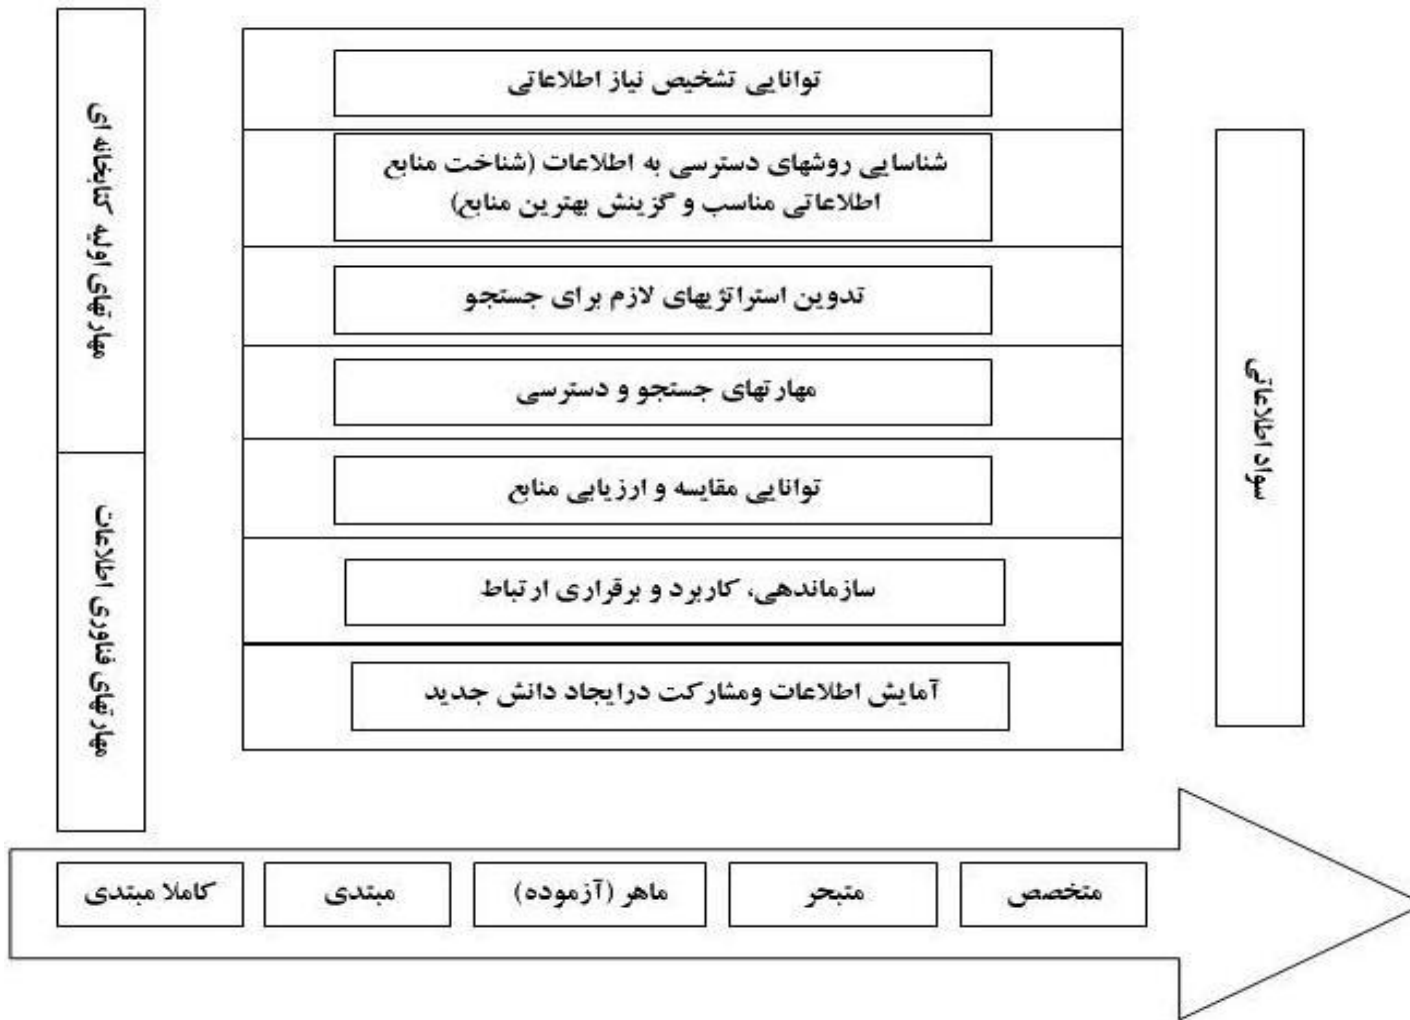 توانایی تشخیص نیاز اطلاعاتی
شناسایی روشهای دسترسی به اطلاعات (شناخت منابع
اطلاعاتی مناسب و گزینش بهترین منابع)
تدوین استراتژیهای لازم برای جستجو
مهارتهای جستجو و دسترسی
توانایی مقایسه و ارزیابی منابع
سازماندهی، کاربرد و برقراری ارتباط
آمایش اطلاعات ومشارکت درایجاد دانش جدید
سواد اطلاعاتی
مهارتهای اولیه کتابخانه ای
مهارتهای فناوری اطلاعات
کاملا مبتدی
مبتدی
ماهر (آزموده)
متبحر
متخصص